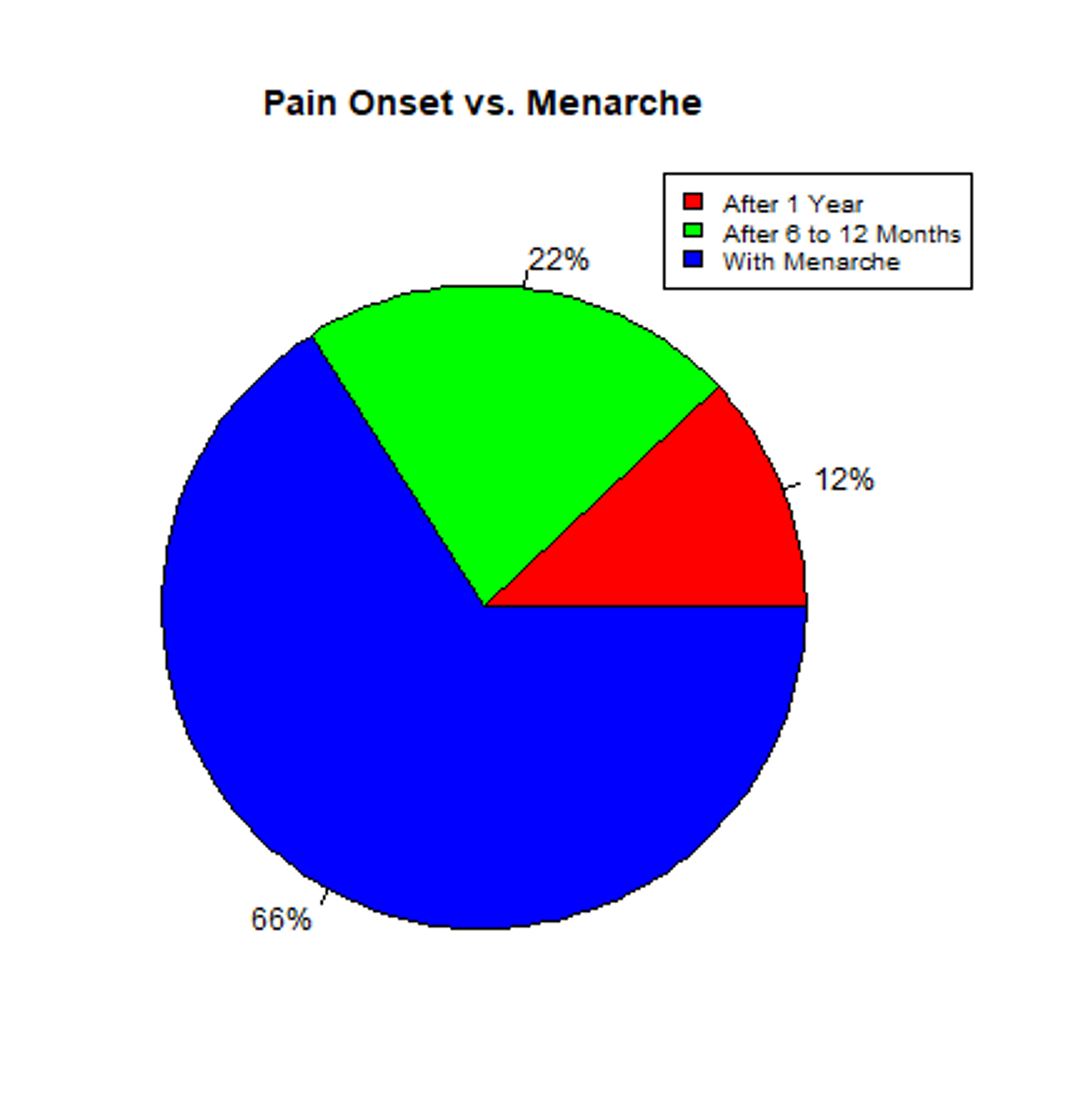 Pain Onset vs. Menarche
After 1 Year
After 6 to 12 Months
With Menarche
22%
12%
66%